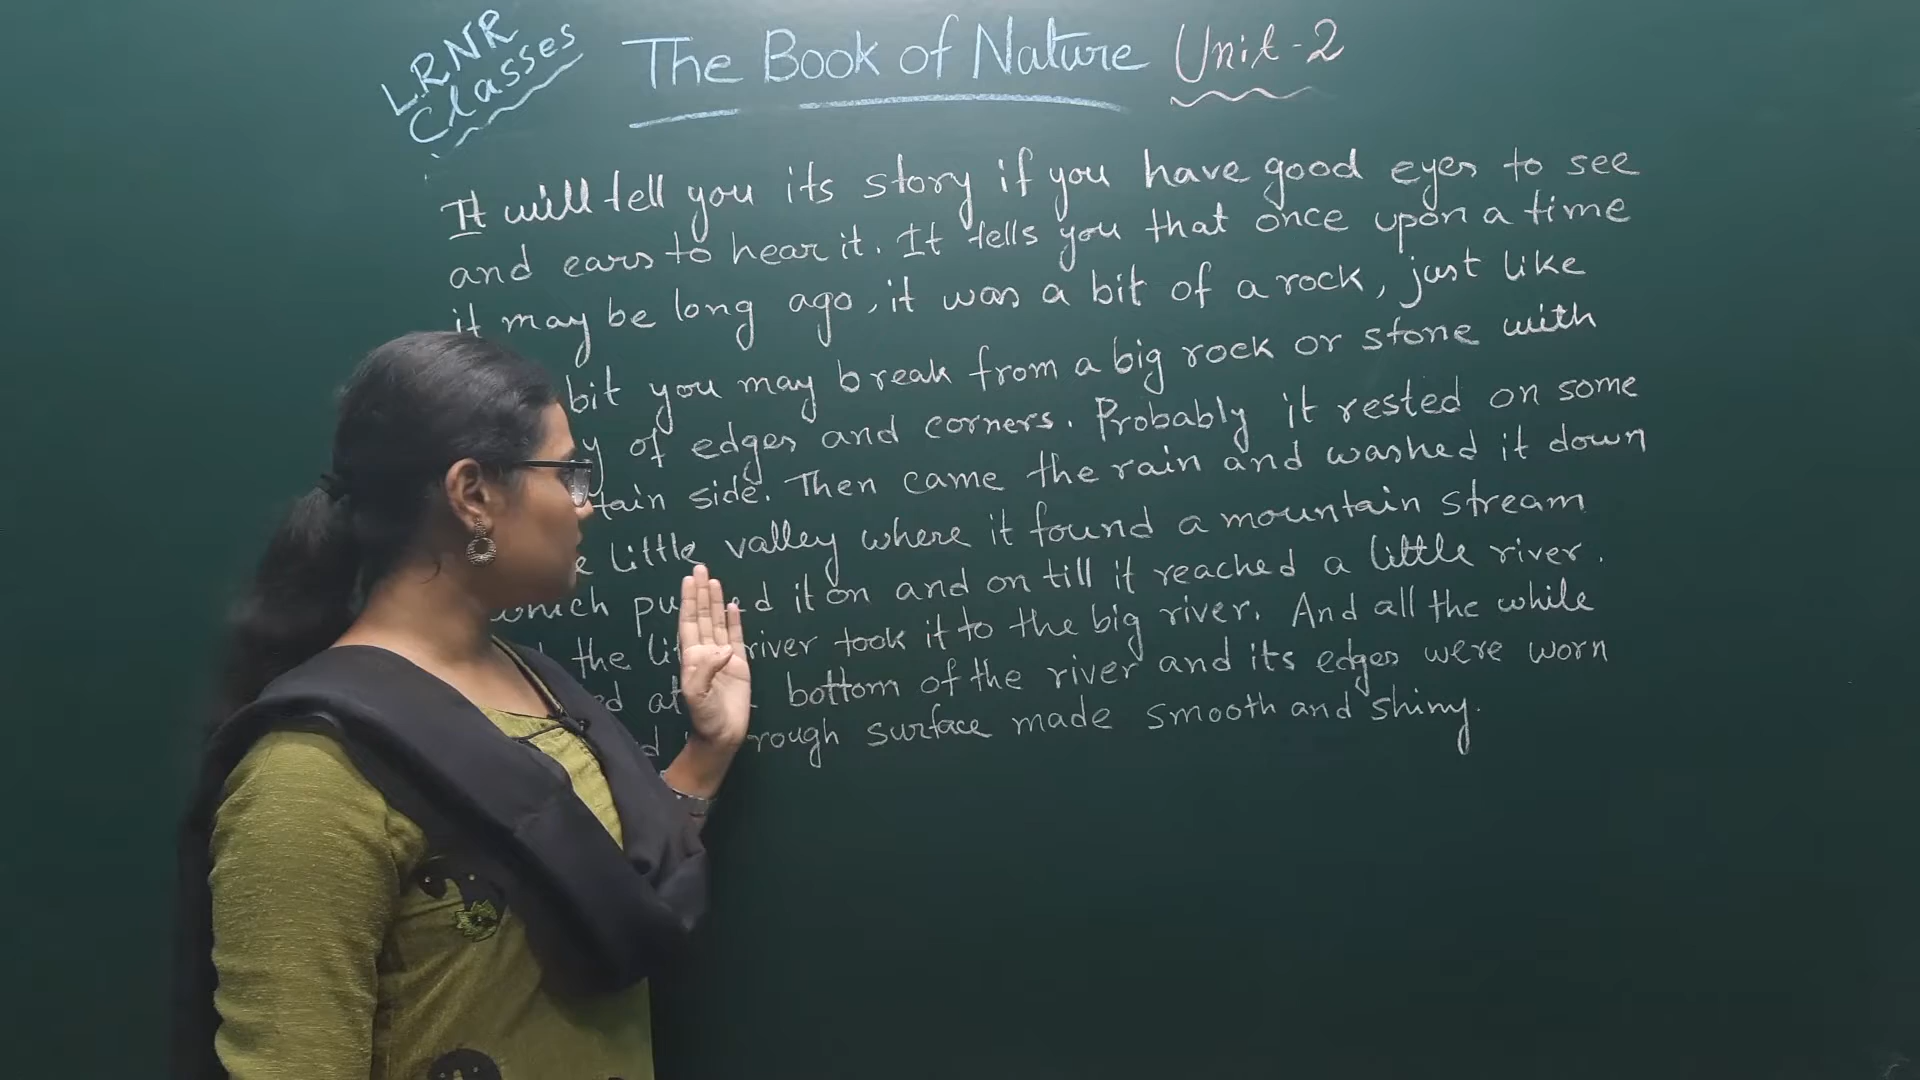 L.R.N.R
Classes
The Book of Nature Unit-2
It will tell you its story if you have good eyes to see
and ears to hear it. It tells you that once upon a time
it may be long ago, it was a bit of a rock, just like
bit you may break from a big rock or stone with
of edges and corners. Probably it rested on some
side. Then came the rain and washed it down
little valley where it found a mountain stream
which it on and on till it reached a little river.
the river took it to the big river. And all the while
at bottom of the river and its edges were worn
rough surface made smooth and shiny.